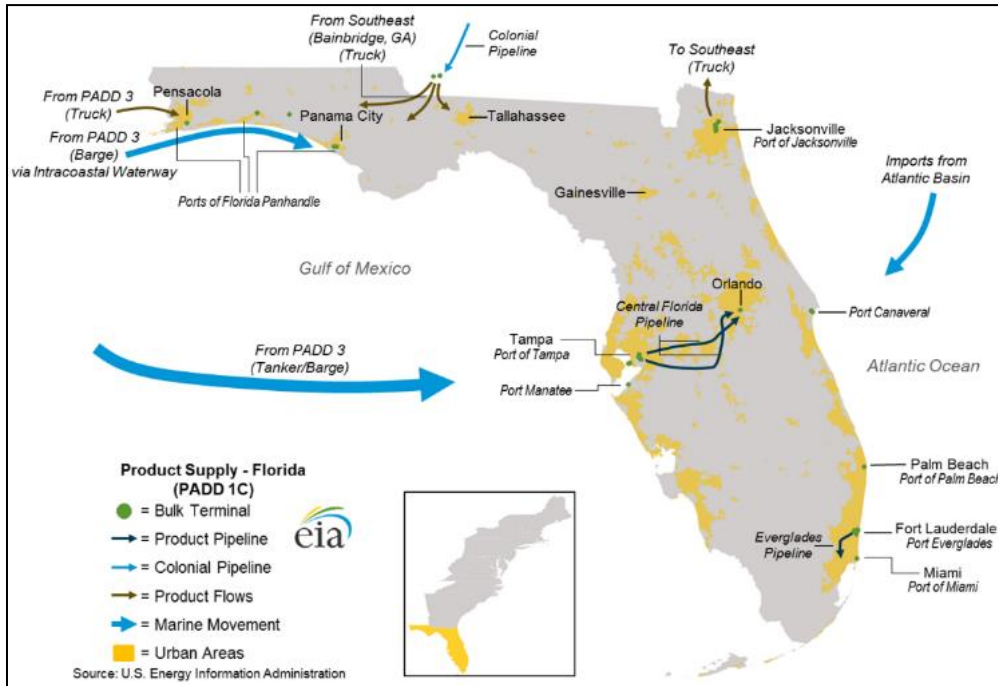 From Southeast
(Bainbridge, GA)
(Truck)
Colonial
Pipeline
To Southeast
(Truck)
From PADD 3
(Truck)
Pensacola
Panama City
Tallahassee
Jacksonville
Port of Jacksonville
From PADD 3
(Barge)
via Intracoastal Waterway
Ports of Florida Panhandle
Gainesville
Imports from
Atlantic Basin
Gulf of Mexico
Orlando
Central Florida
Pipeline
Port Canaveral
Tampa
Port of Tampa
From PADD 3
(Tanker/Barge)
Atlantic Ocean
Port Manatee
Palm Beach
Port of Palm Beach
Fort Lauderdale
Port Everglades
Everglades
Pipeline
Miami
Port of Miami
Product Supply - Florida
(PADD 1C)
= Bulk Terminal
= Product Pipeline
= Colonial Pipeline
= Product Flows
= Marine Movement
= Urban Areas
eia
Source: U.S. Energy Information Administration